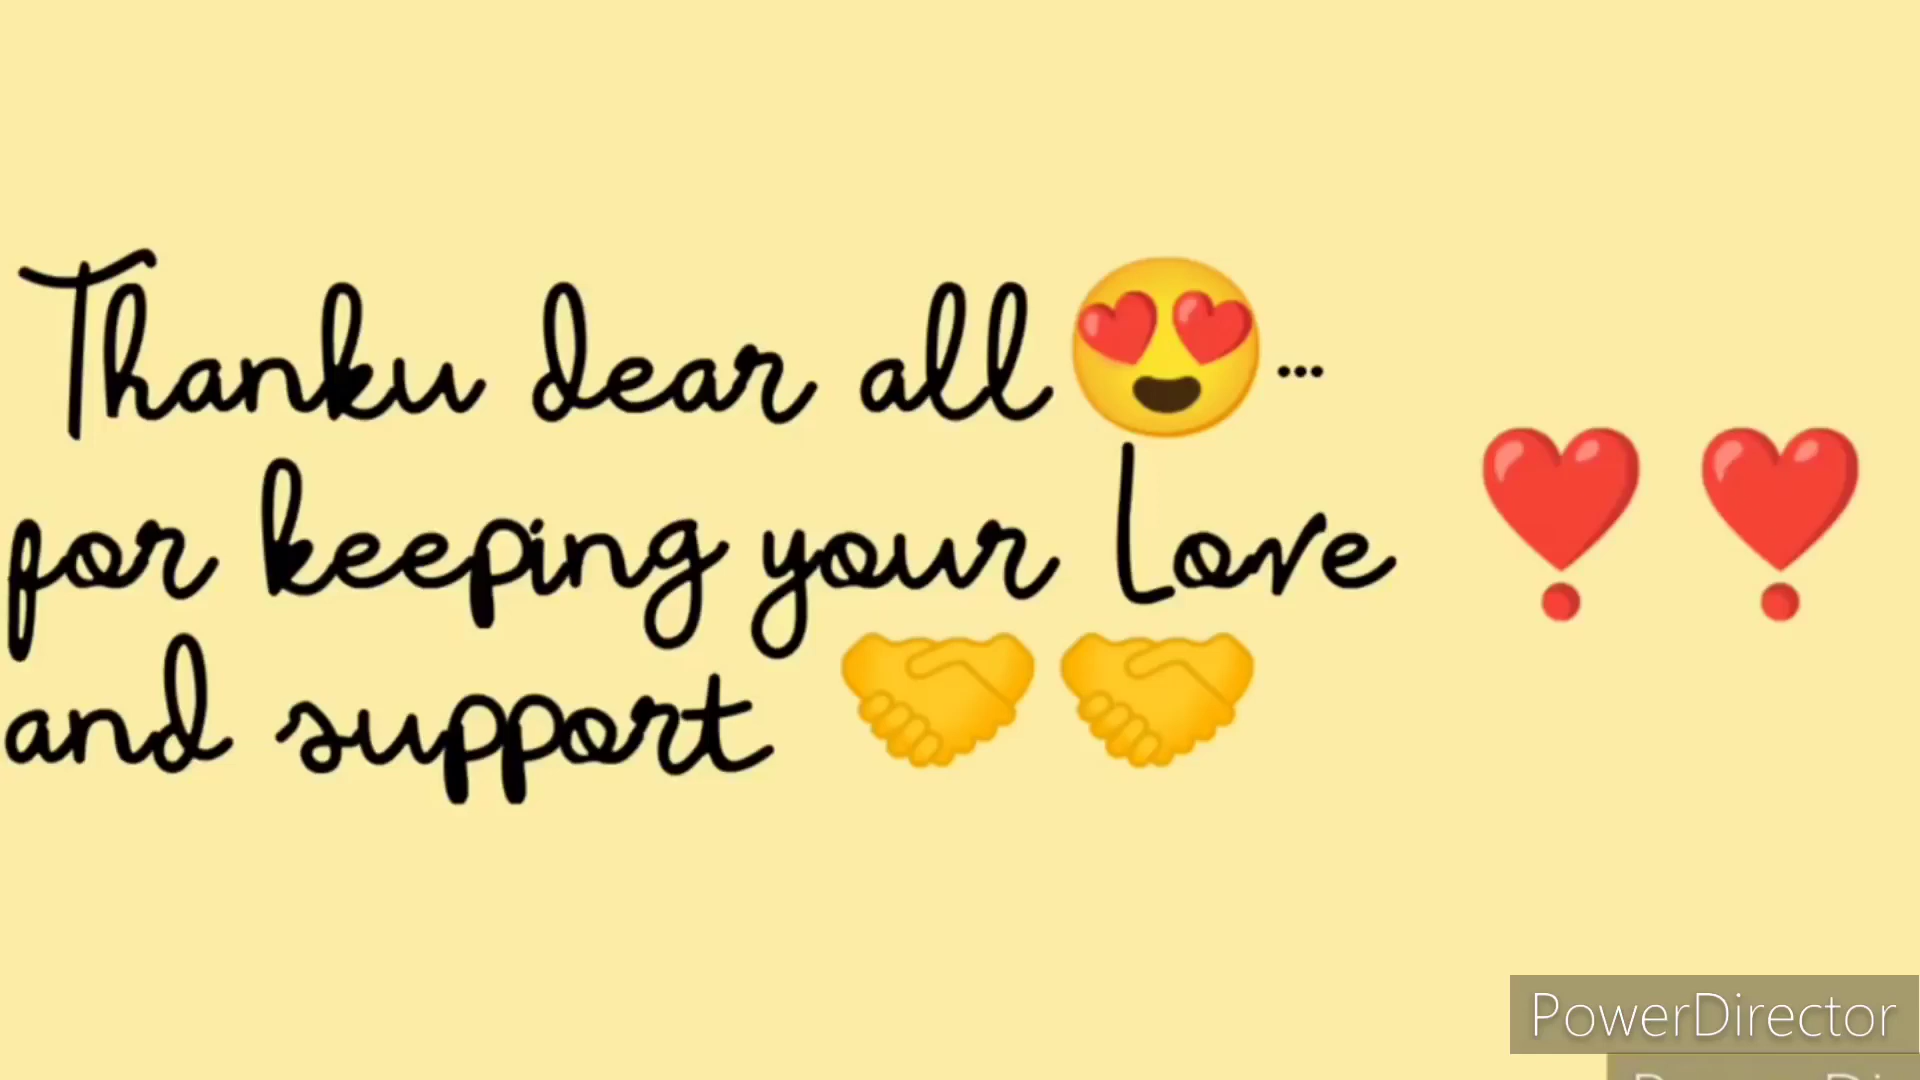 Thanku dear all😍...
for keeping your Love ❣️ ❣️
and support 🤝🤝
PowerDirector